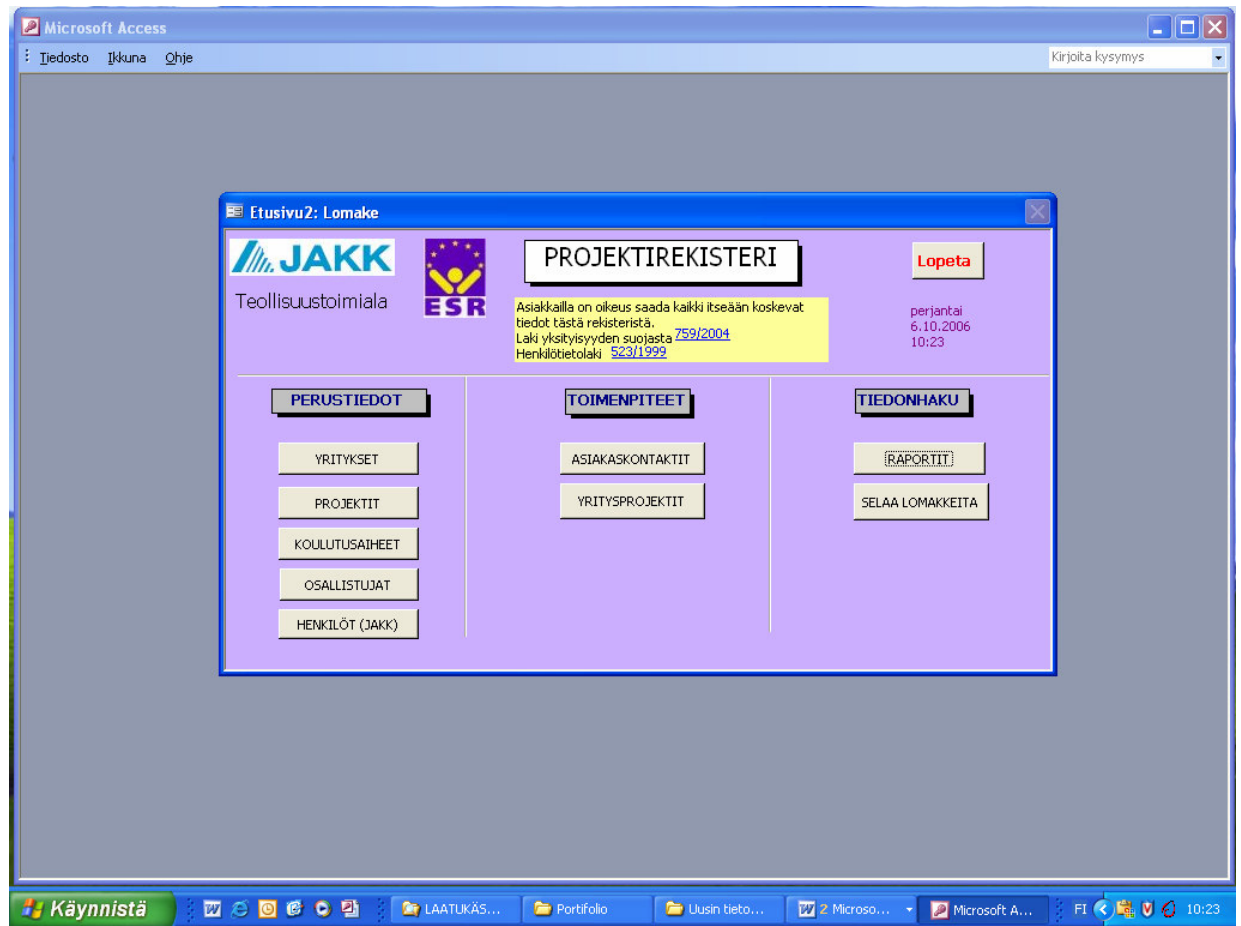 Microsoft Access
Tiedosto Ikkuna Ohje
Kirjoita kysymys
Etusivu2: Lomake
JAKK
Teollisuustoimiala
ESR
PROJEKTIREKISTERI
Lopeta
Asiakkailla on oikeus saada kaikki itseään koskevat
tiedot tästä rekisteristä.
Laki yksityisyyden suojasta 759/2004
Henkilötietolaki 523/1999
perjantai
6.10.2006
10:23
PERUSTIEDOT
YRITYKSET
PROJEKTIT
KOULUTUSAIHEET
OSALLISTUJAT
HENKILÖT (JAKK)
TOIMENPITEET
ASIAKASKONTAKTIT
YRITYSPROJEKTIT
TIEDONHAKU
RAPORTIT
SELAA LOMAKKEITA
Käynnistä
LAATUKÄS...
Portifolio
Uusin tieto...
2 Microso...
Microsoft A...
FI
10:23